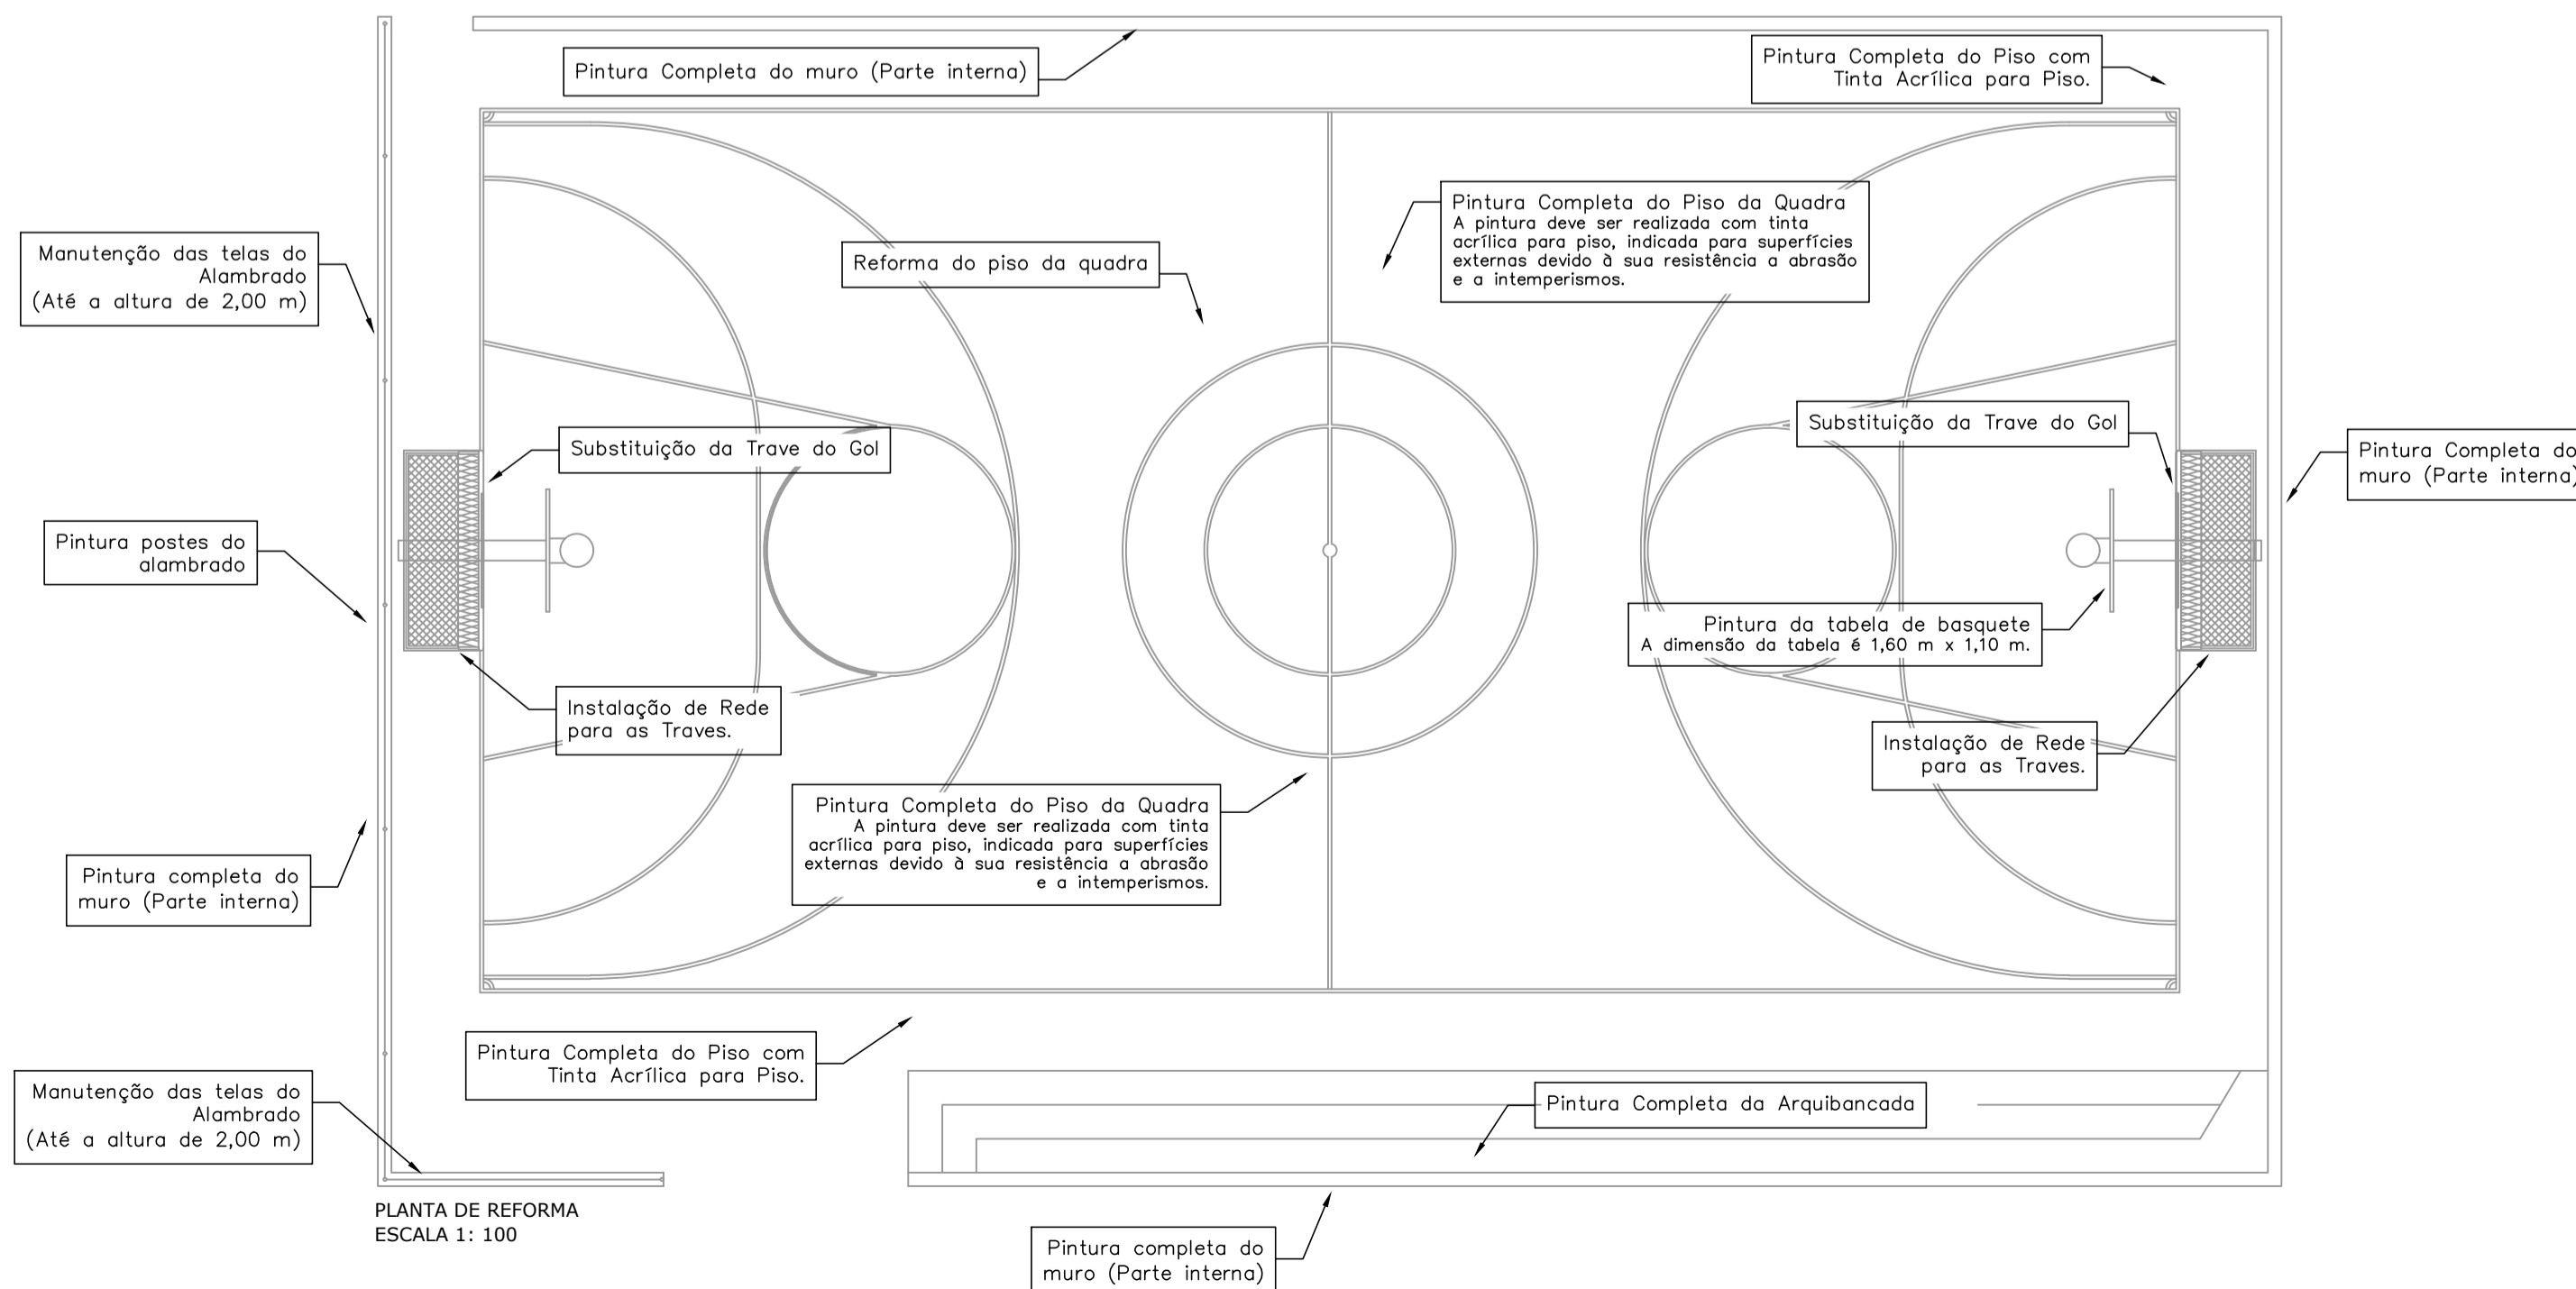 Pintura Completa do muro (Parte interna)
Pintura Completa do Piso com
Tinta Acrílica para Piso.
Pintura Completa do Piso da Quadra
A pintura deve ser realizada com tinta
acrílica para piso, indicada para superfícies
externas devido à sua resistência a abrasão
e a intemperismos.
Manutenção das telas do
Alambrado
(Até a altura de 2,00 m)
Reforma do piso da quadra
Substituição da Trave do Gol
Substituição da Trave do Gol
Pintura Completa do
muro (Parte interna)
Pintura postes do
alambrado
Pintura da tabela de basquete
A dimensão da tabela é 1,60 m x 1,10 m.
Instalação de Rede
para as Traves.
Instalação de Rede
para as Traves.
Pintura Completa do Piso da Quadra
A pintura deve ser realizada com tinta
acrílica para piso, indicada para superfícies
externas devido à sua resistência a abrasão
e a intemperismos.
Pintura completa do
muro (Parte interna)
Pintura Completa do Piso com
Tinta Acrílica para Piso.
Manutenção das telas do
Alambrado
(Até a altura de 2,00 m)
Pintura Completa da Arquibancada
PLANTA DE REFORMA
ESCALA 1: 100
Pintura completa do
muro (Parte interna)